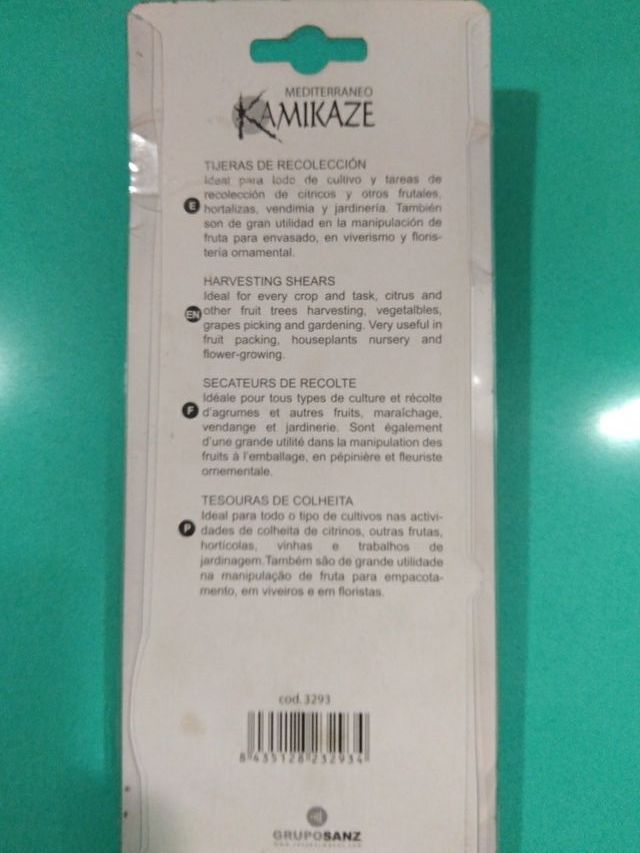 MEDITERRANEO
KAMIKAZE
TIJERAS DE RECOLECCIÓN
Ideal para todo de cultivo y tareas de
recolección de cítricos y otros frutales,
E
hortalizas, vendimia y jardinería. También
son de gran utilidad en la manipulación de
fruta para envasado, en viverismo y floris-
tería ornamental.
HARVESTING SHEARS
Ideal for every crop and task, citrus and
EN
other fruit trees harvesting, vegetalbles,
grapes picking and gardening. Very useful in
fruit packing, houseplants nursery and
flower-growing.
SECATEURS DE RECOLTE
Idéale pour tous types de culture et récolte
F
d'agrumes et autres fruits, maraîchage,
vendange et jardinerie. Sont également
d'une grande utilité dans la manipulation des
fruits à l'emballage, en pépinière et fleuriste
ornementale.
TESOURAS DE COLHEITA
Ideal para todo o tipo de cultivos nas activi-
P
dades de colheita de citrinos, outras frutas,
hortícolas, vinhas e trabalhos de
jardinagem.Também são de grande utilidade
na manipulação de fruta para empacota-
mento, em viveiros e em floristas.
cod. 3293
8 435128 232934
GRUPOSANZ